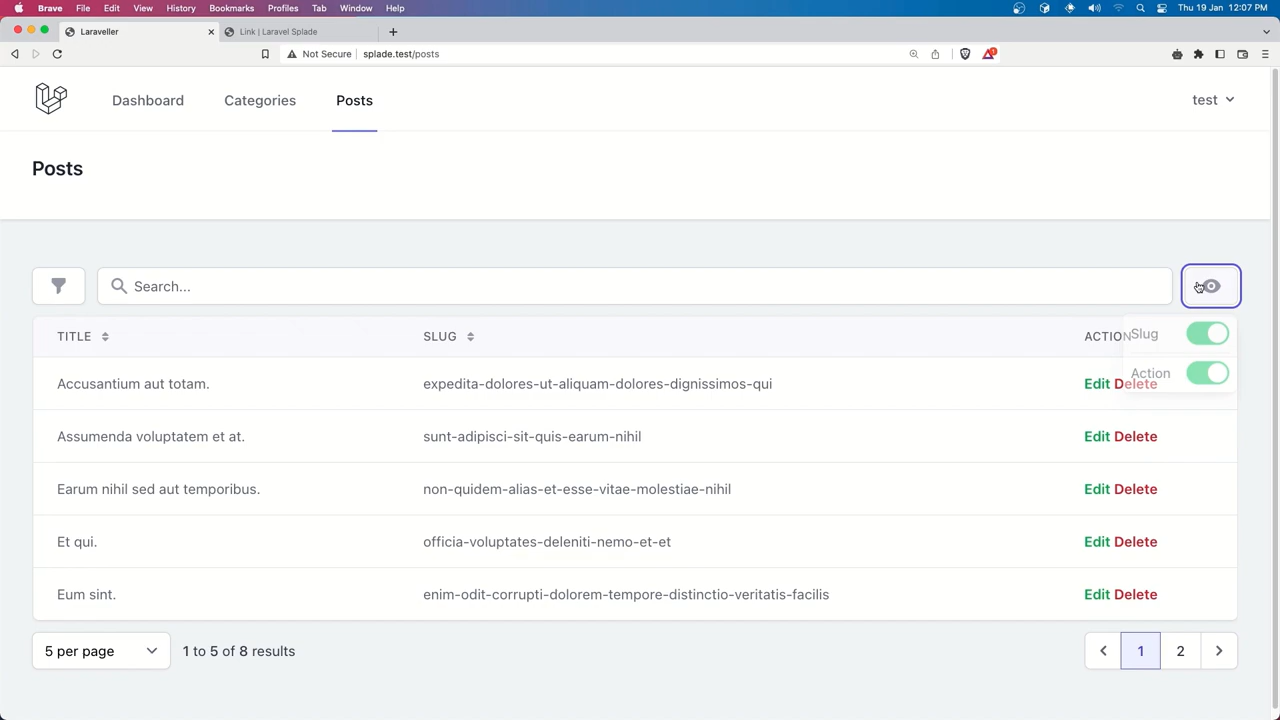 Brave File Edit View History Bookmarks Profiles Tab Window Help Thu 19 Jan 12:07 PM
Laraveller Link | Laravel Splade
Not Secure splade.test/posts
Dashboard Categories Posts test
Posts
Search...
TITLE SLUG ACTION
Slug
Action
Accusantium aut totam. expedita-dolores-ut-aliquam-dolores-dignissimos-qui Edit Delete
Assumenda voluptatem et at. sunt-adipisci-sit-quis-earum-nihil Edit Delete
Earum nihil sed aut temporibus. non-quidem-alias-et-esse-vitae-molestiae-nihil Edit Delete
Et qui. officia-voluptates-deleniti-nemo-et-et Edit Delete
Eum sint. enim-odit-corrupti-dolorem-tempore-distinctio-veritatis-facilis Edit Delete
5 per page 1 to 5 of 8 results 1 2